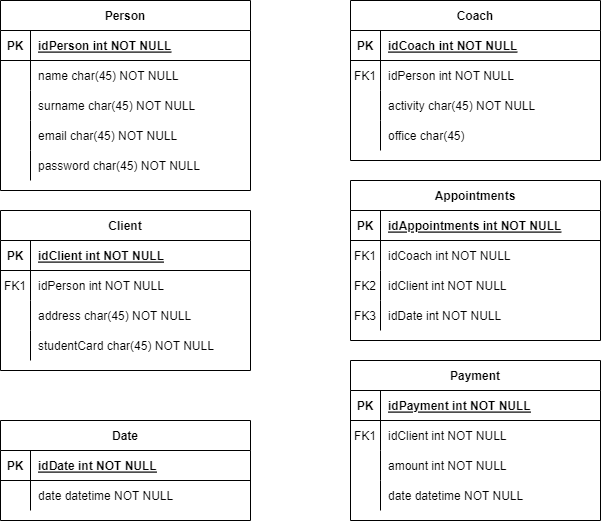 Person
PK idPerson int NOT NULL
name char(45) NOT NULL
surname char(45) NOT NULL
email char(45) NOT NULL
password char(45) NOT NULL
Client
PK idClient int NOT NULL
FK1 idPerson int NOT NULL
address char(45) NOT NULL
studentCard char(45) NOT NULL
Date
PK idDate int NOT NULL
date datetime NOT NULL
Coach
PK idCoach int NOT NULL
FK1 idPerson int NOT NULL
activity char(45) NOT NULL
office char(45)
Appointments
PK idAppointments int NOT NULL
FK1 idCoach int NOT NULL
FK2 idClient int NOT NULL
FK3 idDate int NOT NULL
Payment
PK idPayment int NOT NULL
FK1 idClient int NOT NULL
amount int NOT NULL
date datetime NOT NULL